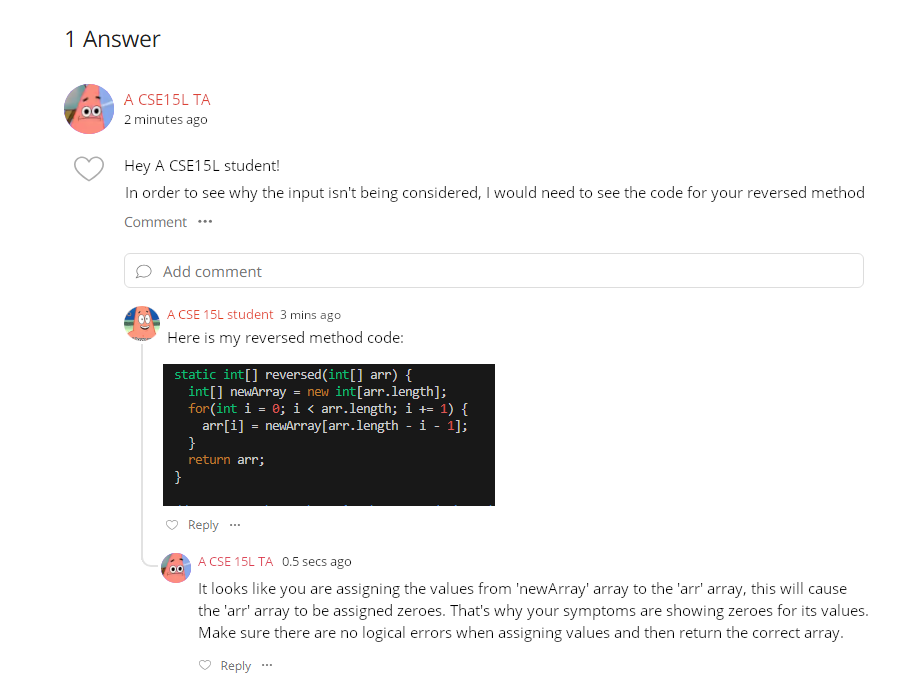 1 Answer
A CSE15L TA
2 minutes ago
Hey A CSE15L student!
In order to see why the input isn't being considered, I would need to see the code for your reversed method
Comment ···
Add comment
A CSE 15L student 3 mins ago
Here is my reversed method code:
static int[] reversed(int[] arr) {
int[] newArray = new int[arr.length];
for(int i = 0; i < arr.length; i += 1) {
arr[i] = newArray[arr.length - i - 1];
}
return arr;
}
Reply ···
A CSE 15L TA 0.5 secs ago
It looks like you are assigning the values from 'newArray' array to the 'arr' array, this will cause
the 'arr' array to be assigned zeroes. That's why your symptoms are showing zeroes for its values.
Make sure there are no logical errors when assigning values and then return the correct array.
Reply ···